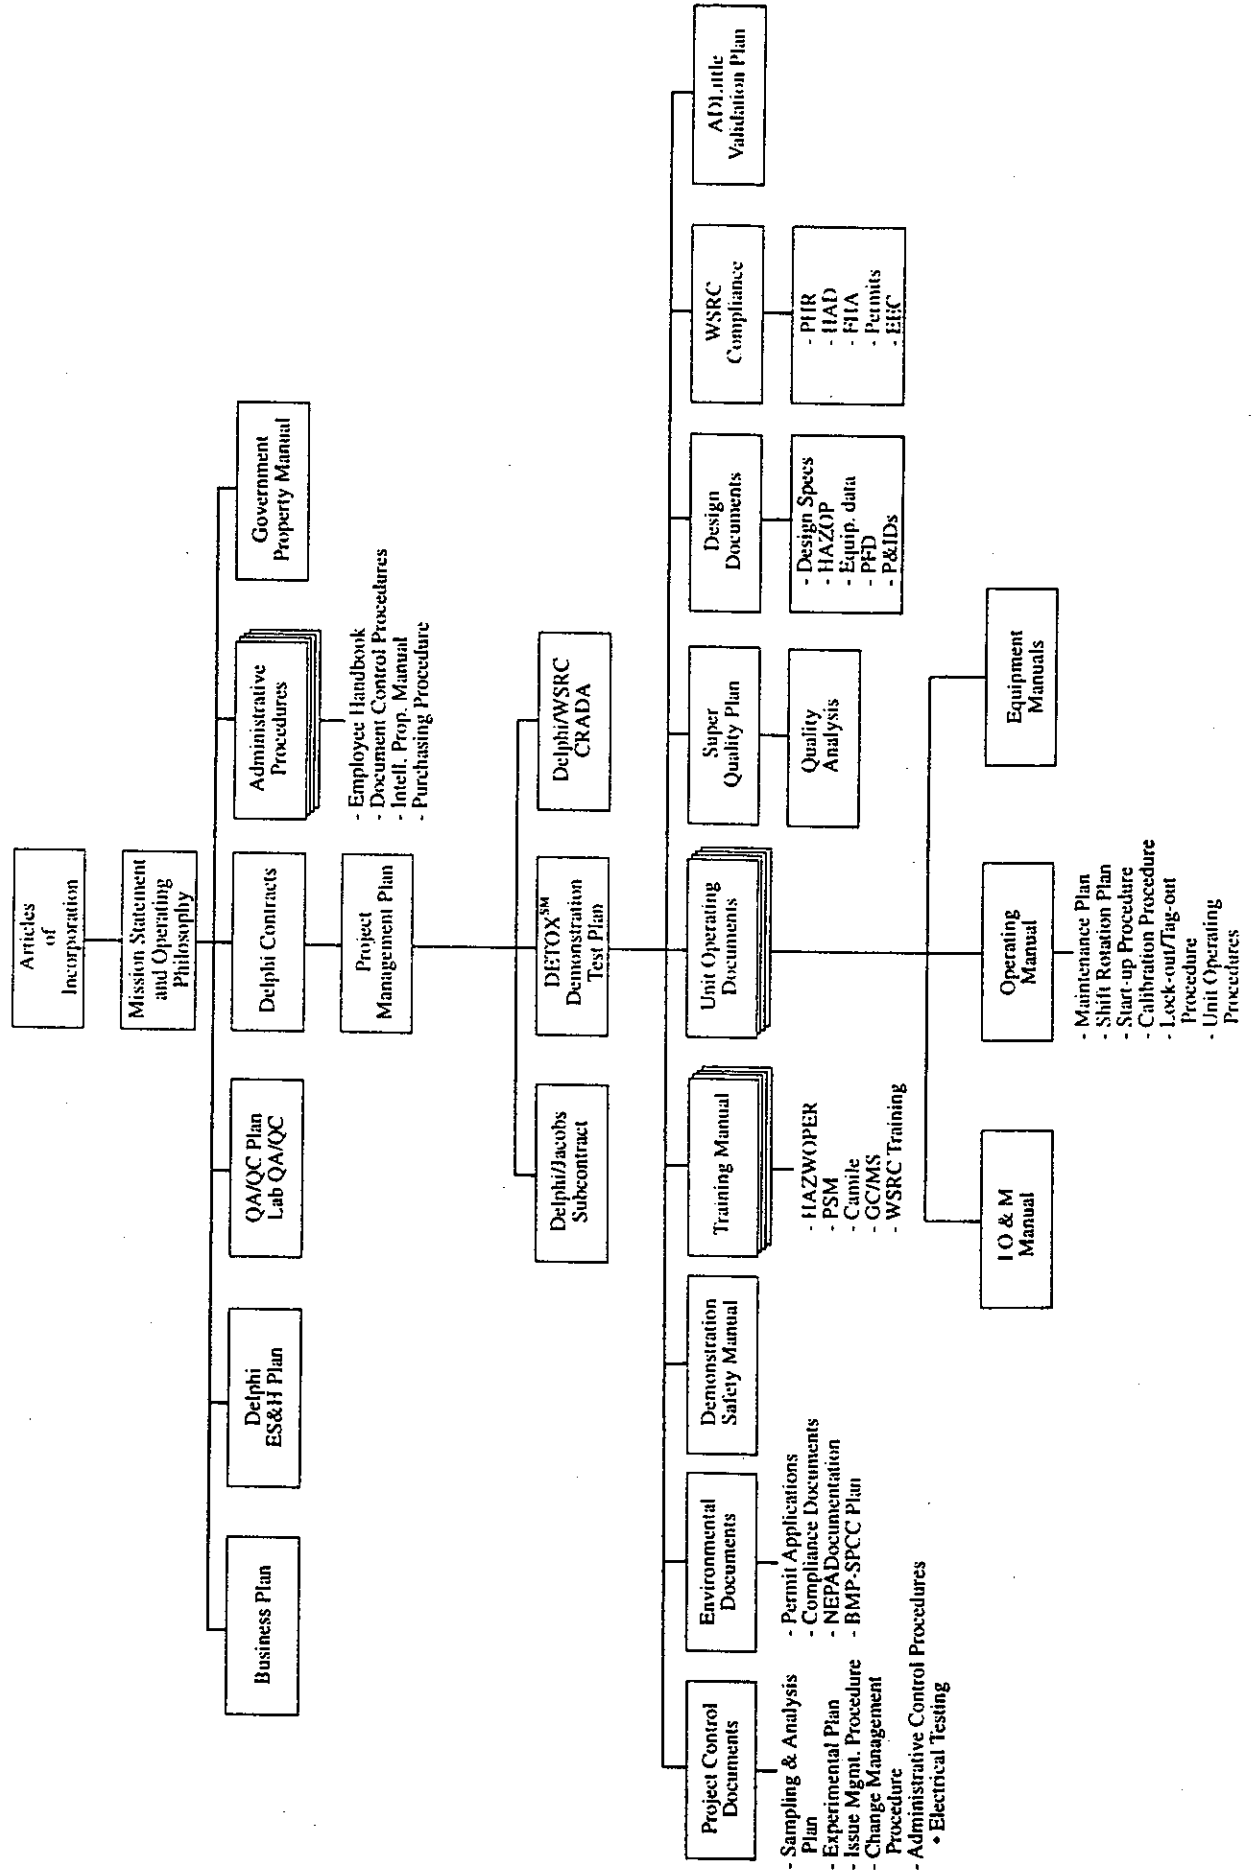 Articles
of
Incorporation
Mission Statement
and Operating
Philosophy
Business Plan
Delphi
ES&H Plan
QA/QC Plan
Lab QA/QC
Delphi Contracts
Administrative
Procedures
Government
Property Manual
- Employee Handbook
- Document Control Procedures
- Intell. Prop. Manual
- Purchasing Procedure
Project
Management Plan
Delphi/Jacobs
Subcontract
DETOX SM
Demonstration
Test Plan
Delphi/WSRC
CRADA
Project Control
Documents
Environmental
Documents
Demonstration
Safety Manual
Training Manual
Unit Operating
Documents
Super
Quality Plan
Design
Documents
WSRC
Compliance
ADLittle
Validation Plan
- Sampling & Analysis
Plan
- Experimental Plan
- Issue Mgmt. Procedure
- Change Management
Procedure
- Administrative Control Procedures
• Electrical Testing
- Permit Applications
- Compliance Documents
- NEPADocumentation
- BMP-SPCC Plan
- HAZWOPER
- PSM
- Camile
- GC/MS
- WSRC Training
Quality
Analysis
- Design Specs
- HAZOP
- Equip. data
- PFD
- P&IDs
- PHR
- HAD
- FHA
- Permits
- EEC
I O & M
Manual
Operating
Manual
Equipment
Manuals
- Maintenance Plan
- Shift Rotation Plan
- Start-up Procedure
- Calibration Procedure
- Lock-out/Tag-out
Procedure
- Unit Operating
Procedures